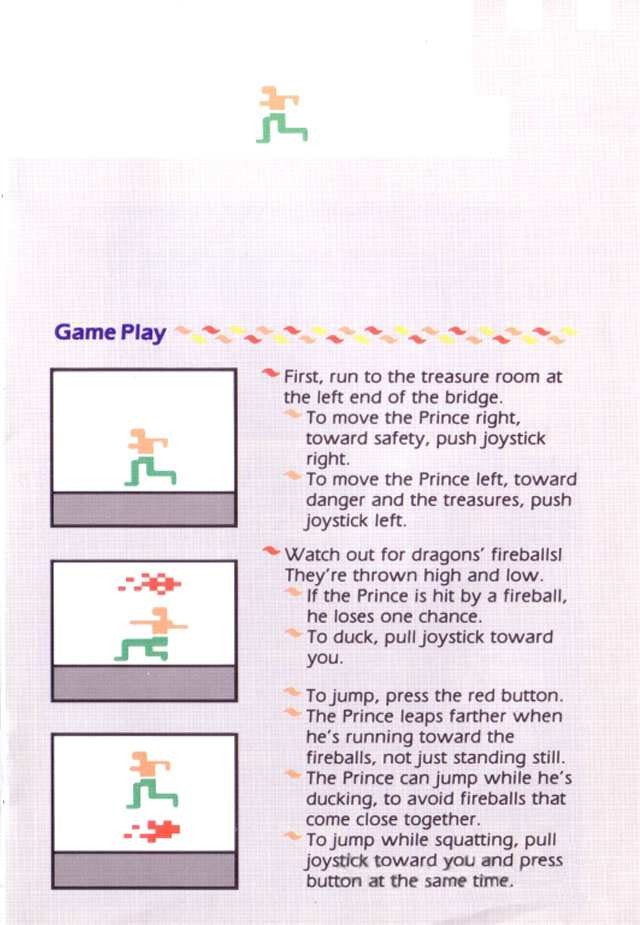 Game Play
First, run to the treasure room at
the left end of the bridge.
To move the Prince right,
toward safety, push joystick
right.
To move the Prince left, toward
danger and the treasures, push
joystick left.
Watch out for dragons' fireballs!
They're thrown high and low.
If the Prince is hit by a fireball,
he loses one chance.
To duck, pull joystick toward
you.
To jump, press the red button.
The Prince leaps farther when
he's running toward the
fireballs, not just standing still.
The Prince can jump while he's
ducking, to avoid fireballs that
come close together.
To jump while squatting, pull
joystick toward you and press
button at the same time.